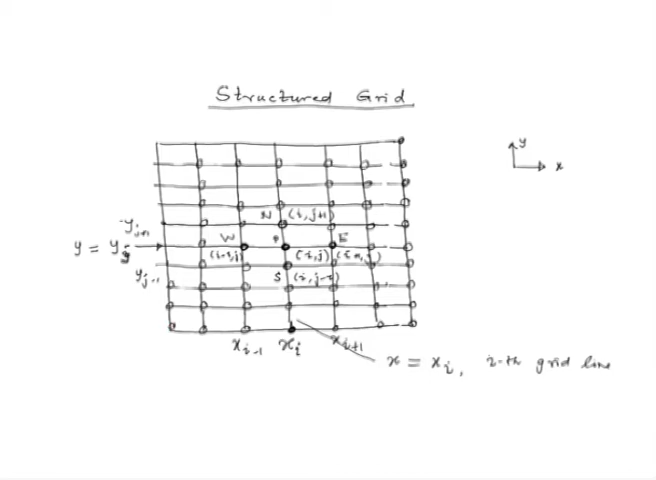 Structured Grid
y
x
N (i, j+1)
y_{j+1}
W P E
y = y_j
(i-1, j) (i, j) (i+1, j)
y_{j-1}
S (i, j-1)
x_{i-1} x_i x_{i+1}
x = x_i, i-th grid line